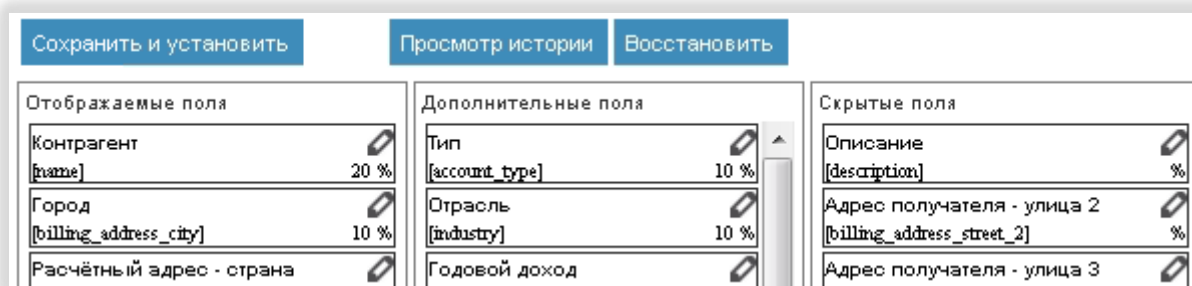 Сохранить и установить Просмотр истории Восстановить
Отображаемые поля
Контрагент
[name] 20 %
Город
[billing_address_city] 10 %
Расчётный адрес - страна
Дополнительные поля
Тип
[account_type] 10 %
Отрасль
[industry] 10 %
Годовой доход
Скрытые поля
Описание
[description] %
Адрес получателя - улица 2
[billing_address_street_2] %
Адрес получателя - улица 3